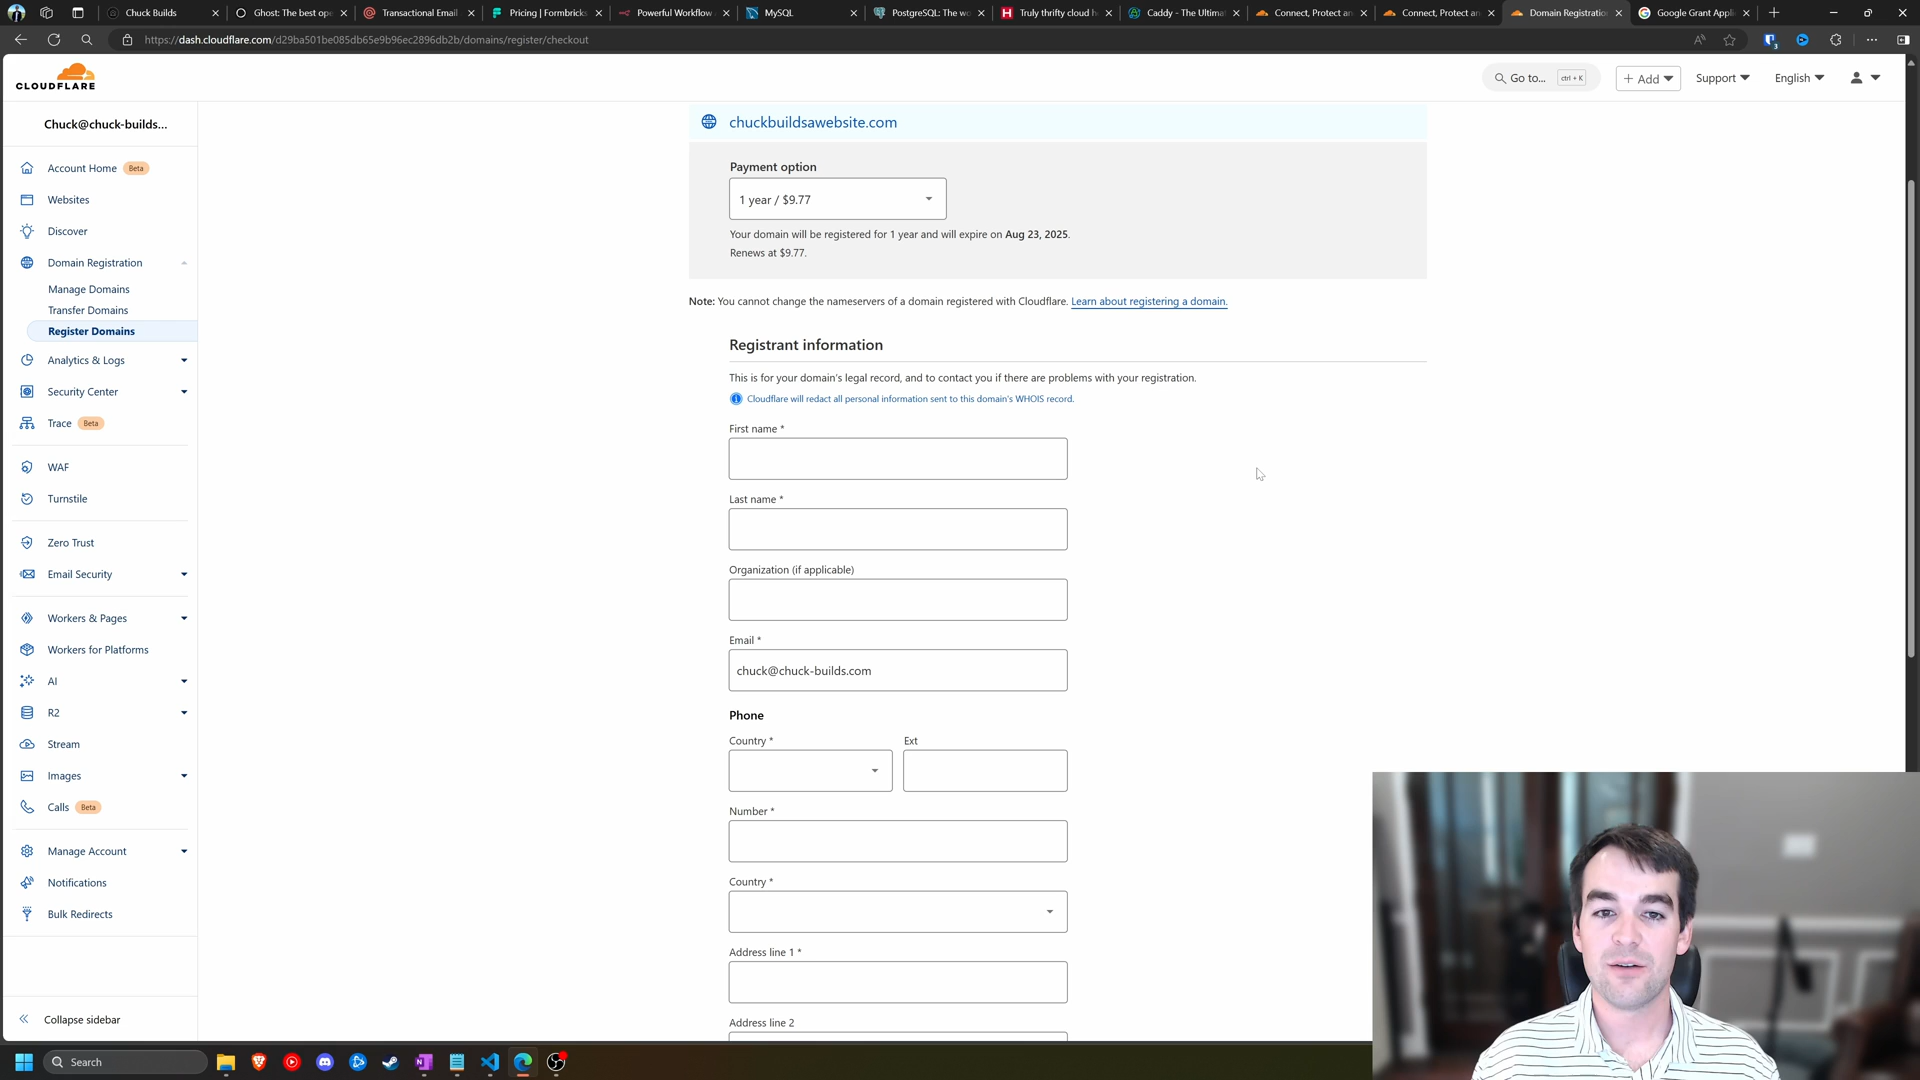 Chuck Builds
Ghost: The best ope
Transactional Email
Pricing | Formbricks
Powerful Workflow
MySQL
PostgreSQL: The wo
Truly thrifty cloud h
Caddy - The Ultima
Connect, Protect an
Connect, Protect an
Domain Registratio
Google Grant Appli
https://dash.cloudflare.com/d29ba501be085db65e9b96ec2896db2b/domains/register/checkout
CLOUDFLARE
Go to... ctrl + K
+ Add
Support
English
Chuck@chuck-builds...
Account Home Beta
Websites
Discover
Domain Registration
Manage Domains
Transfer Domains
Register Domains
Analytics & Logs
Security Center
Trace Beta
WAF
Turnstile
Zero Trust
Email Security
Workers & Pages
Workers for Platforms
AI
R2
Stream
Images
Calls Beta
Manage Account
Notifications
Bulk Redirects
Collapse sidebar
chuckbuildsawebsite.com
Payment option
1 year / $9.77
Your domain will be registered for 1 year and will expire on Aug 23, 2025.
Renews at $9.77.
Note: You cannot change the nameservers of a domain registered with Cloudflare. Learn about registering a domain.
Registrant information
This is for your domain's legal record, and to contact you if there are problems with your registration.
Cloudflare will redact all personal information sent to this domain's WHOIS record.
First name *
Last name *
Organization (if applicable)
Email *
chuck@chuck-builds.com
Phone
Country *
Ext
Number *
Country *
Address line 1 *
Address line 2
Search